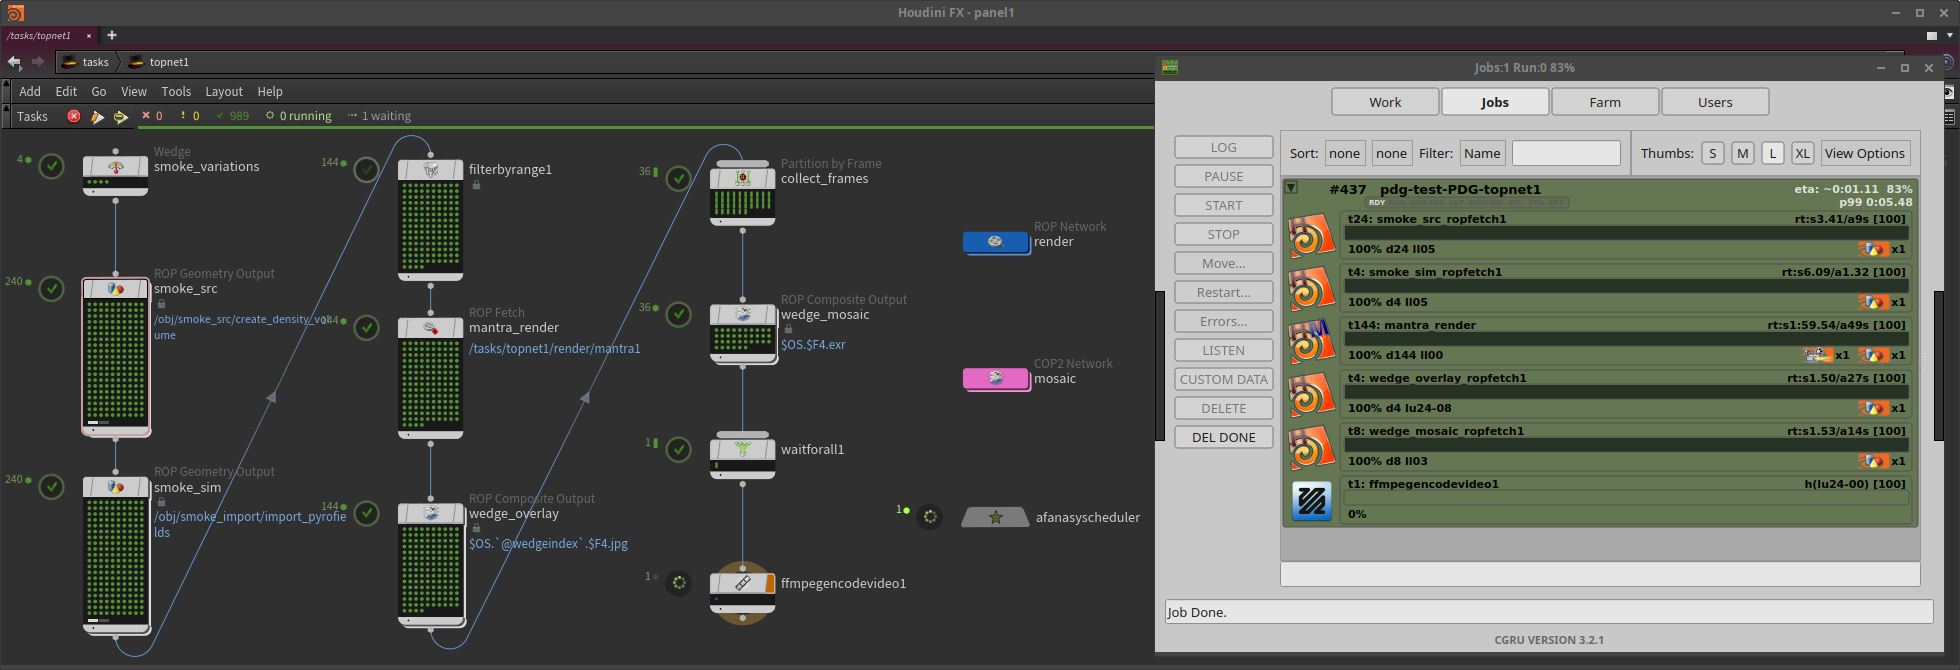 Houdini FX - panel1
/tasks/topnet1 × +
tasks topnet1
Add Edit Go View Tools Layout Help
Tasks 0 0 989 0 running 1 waiting
4
Wedge
smoke_variations
240
ROP Geometry Output
smoke_src
/obj/smoke_src/create_density_vol
ume
240
ROP Geometry Output
smoke_sim
/obj/smoke_import/import_pyrofie
lds
144
filterbyrange1
144
ROP Fetch
mantra_render
/tasks/topnet1/render/mantra1
144
ROP Composite Output
wedge_overlay
$OS.`@wedgeindex`.$F4.jpg
36
Partition by Frame
collect_frames
36
ROP Composite Output
wedge_mosaic
$OS.$F4.exr
1
waitforall1
1
ffmpegencodevideo1
ROP Network
render
COP2 Network
mosaic
1
afanasyscheduler
Jobs:1 Run:0 83%
Work Jobs Farm Users
LOG
PAUSE
START
STOP
Move...
Restart...
Errors...
LISTEN
CUSTOM DATA
DELETE
DEL DONE
Sort: none none Filter: Name Thumbs: S M L XL View Options
#437 pdg-test-PDG-topnet1 eta: ~0:01.11 83%
RDY p99 0:05.48
t24: smoke_src_ropfetch1 rt:s3.41/a9s [100]
100% d24 ll05 x1
t4: smoke_sim_ropfetch1 rt:s6.09/a1.32 [100]
100% d4 ll05 x1
t144: mantra_render rt:s1:59.54/a49s [100]
100% d144 ll00 x1 x1
t4: wedge_overlay_ropfetch1 rt:s1.50/a27s [100]
100% d4 lu24-08 x1
t8: wedge_mosaic_ropfetch1 rt:s1.53/a14s [100]
100% d8 ll03 x1
t1: ffmpegencodevideo1 h(lu24-00) [100]
0%
Job Done.
CGRU VERSION 3.2.1